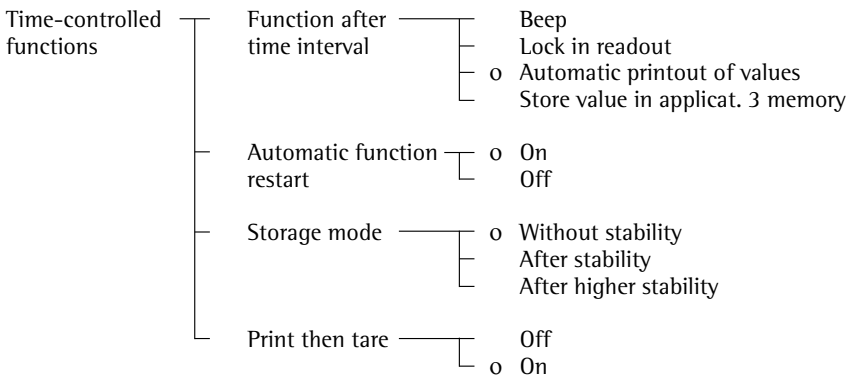 Time-controlled Function after Beep
functions time interval Lock in readout
o Automatic printout of values
Store value in applicat. 3 memory
Automatic function o On
restart Off
Storage mode o Without stability
After stability
After higher stability
Print then tare Off
o On